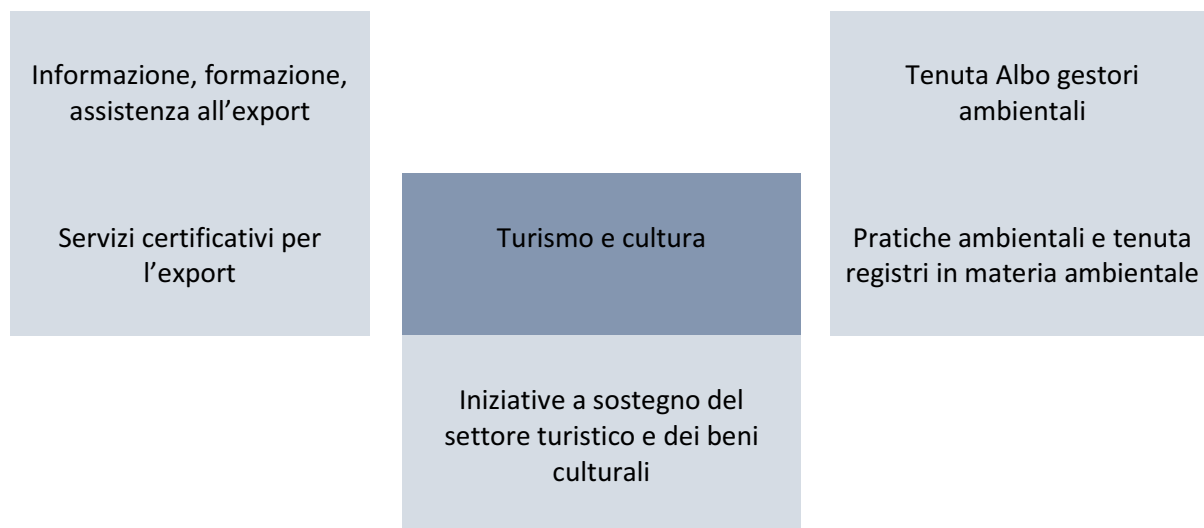 Informazione, formazione,
assistenza all’export
Servizi certificativi per
l’export
Turismo e cultura
Iniziative a sostegno del
settore turistico e dei beni
culturali
Tenuta Albo gestori
ambientali
Pratiche ambientali e tenuta
registri in materia ambientale